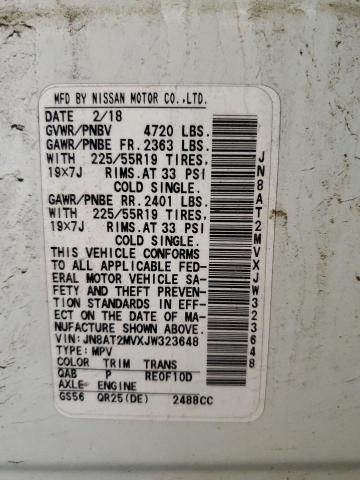 MFD BY NISSAN MOTOR CO.,LTD.
DATE 2/18
GVWR/PNBV 4720 LBS.
GAWR/PNBE FR. 2363 LBS.
WITH 225/55R19 TIRES,
19×7J RIMS. AT 33 PSI
COLD SINGLE.
GAWR/PNBE RR. 2401 LBS.
WITH 225/55R19 TIRES,
19×7J RIMS. AT 33 PSI
COLD SINGLE.
THIS VEHICLE CONFORMS
TO ALL APPLICABLE FED-
ERAL MOTOR VEHICLE SA-
FETY AND THEFT PREVEN-
TION STANDARDS IN EFF-
ECT ON THE DATE OF MA-
NUFACTURE SHOWN ABOVE.
VIN: JN8AT2MVXJW323648
TYPE: MPV
COLOR TRIM TRANS
QAB P RE0F10D
AXLE ENGINE
GS56 QR25(DE) 2488CC
JN8AT2MVXJW323648